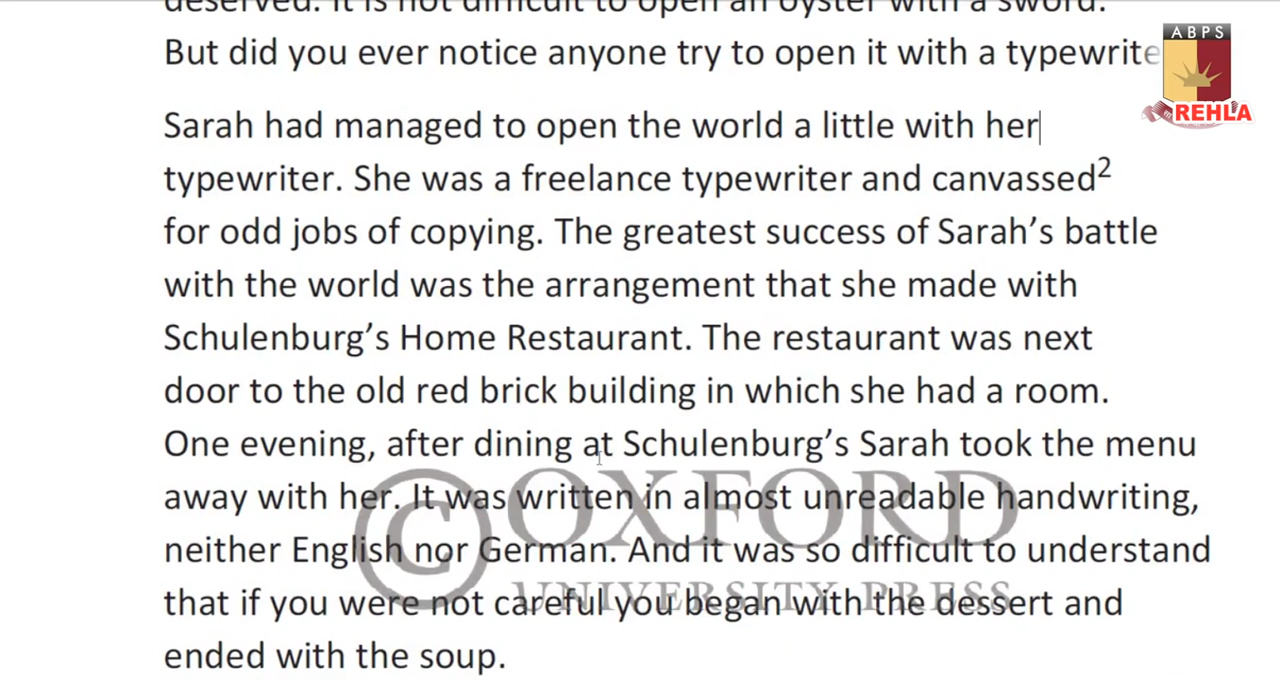 deserved. It is not difficult to open an oyster with a sword.
But did you ever notice anyone try to open it with a typewrite
ABPS
REHLA
Sarah had managed to open the world a little with her
typewriter. She was a freelance typewriter and canvassed²
for odd jobs of copying. The greatest success of Sarah’s battle
with the world was the arrangement that she made with
Schulenburg’s Home Restaurant. The restaurant was next
door to the old red brick building in which she had a room.
One evening, after dining at Schulenburg’s Sarah took the menu
away with her. It was written in almost unreadable handwriting,
neither English nor German. And it was so difficult to understand
that if you were not careful you began with the dessert and
ended with the soup.
© OXFORD
UNIVERSITY PRESS